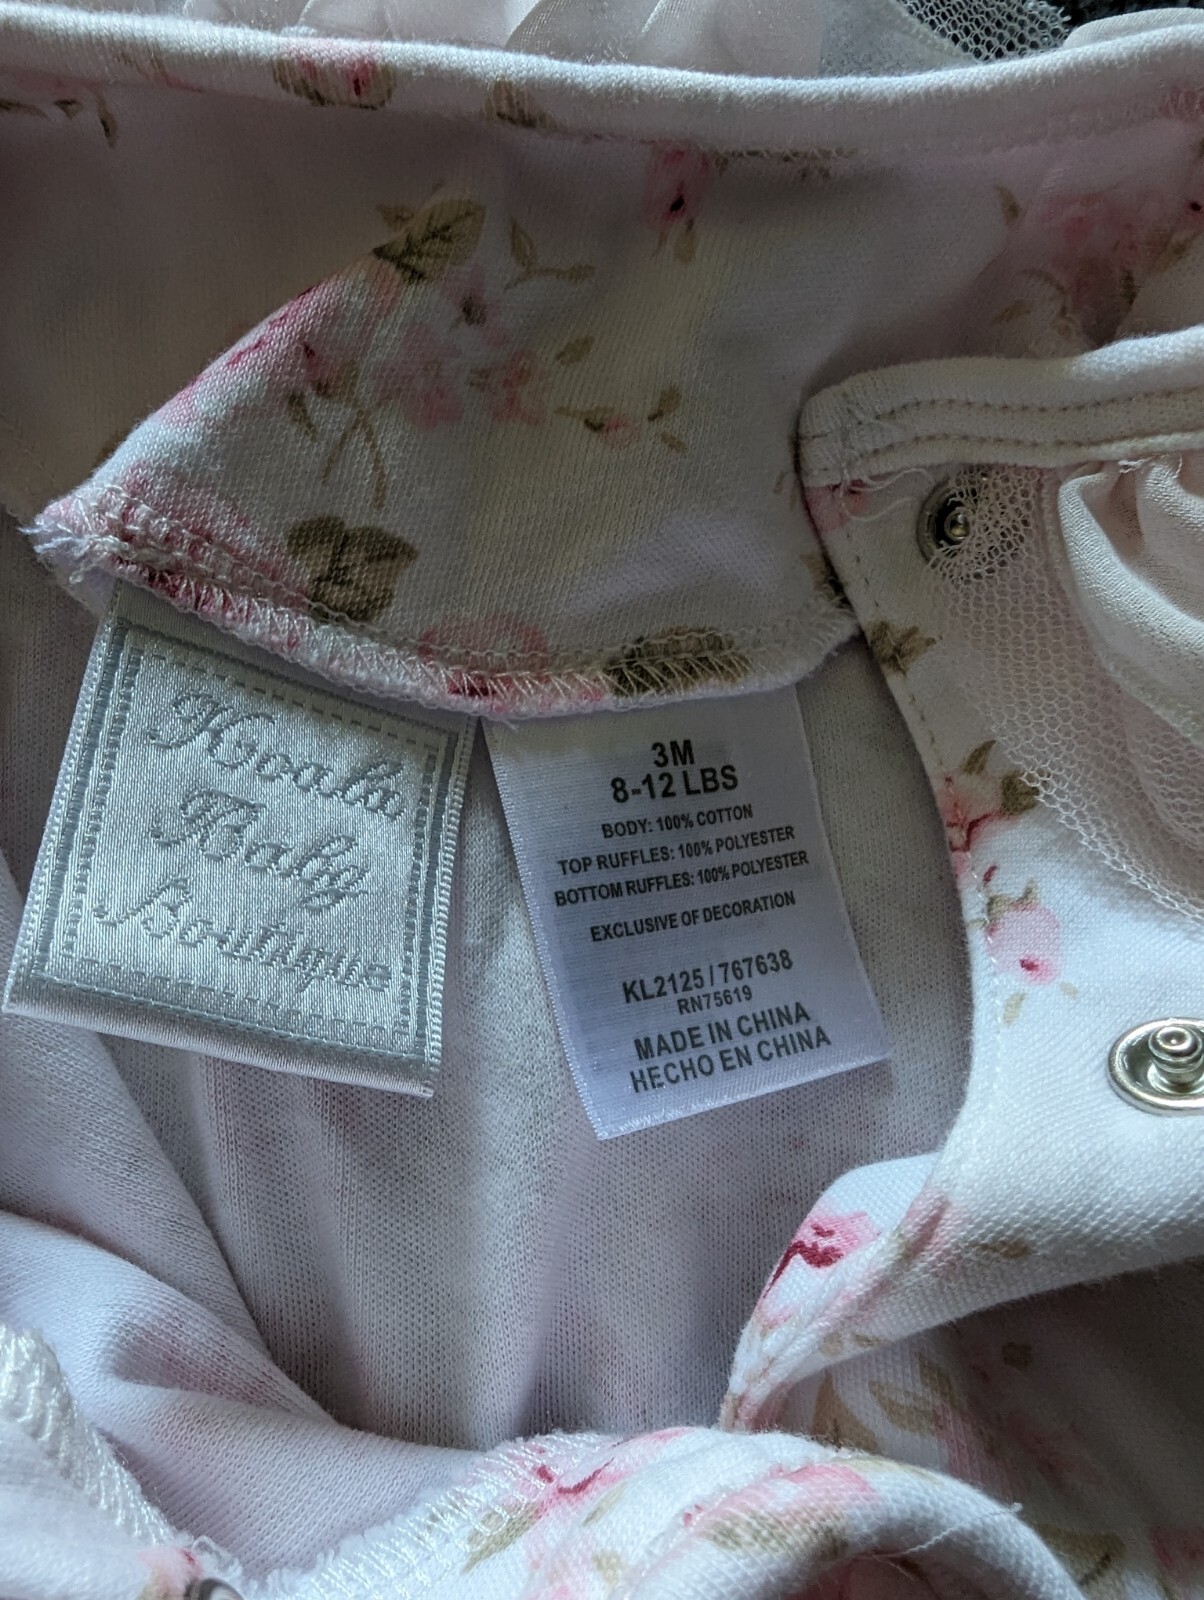 Koala
Baby
Boutique
3M
8-12 LBS
BODY: 100% COTTON
TOP RUFFLES: 100% POLYESTER
BOTTOM RUFFLES: 100% POLYESTER
EXCLUSIVE OF DECORATION
KL2125 / 767638
RN75619
MADE IN CHINA
HECHO EN CHINA